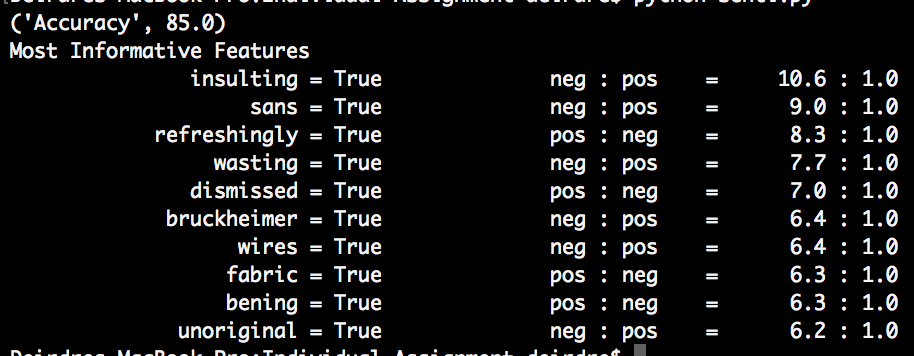 ('Accuracy', 85.0)
Most Informative Features
insulting = True neg : pos = 10.6 : 1.0
sans = True neg : pos = 9.0 : 1.0
refreshingly = True pos : neg = 8.3 : 1.0
wasting = True neg : pos = 7.7 : 1.0
dismissed = True pos : neg = 7.0 : 1.0
bruckheimer = True neg : pos = 6.4 : 1.0
wires = True neg : pos = 6.4 : 1.0
fabric = True pos : neg = 6.3 : 1.0
bening = True pos : neg = 6.3 : 1.0
unoriginal = True neg : pos = 6.2 : 1.0
Deirdres-MacBook-Pro:Individual Assignment deirdre$